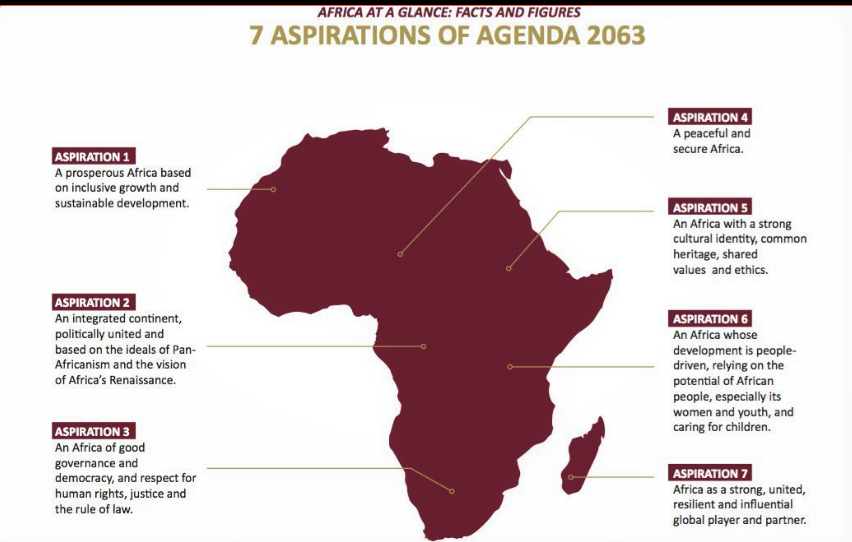 AFRICA AT A GLANCE: FACTS AND FIGURES
7 ASPIRATIONS OF AGENDA 2063
ASPIRATION 1
A prosperous Africa based
on inclusive growth and
sustainable development.
ASPIRATION 2
An integrated continent,
politically united and
based on the ideals of Pan-
Africanism and the vision
of Africa's Renaissance.
ASPIRATION 3
An Africa of good
governance and
democracy, and respect for
human rights, justice and
the rule of law.
ASPIRATION 4
A peaceful and
secure Africa.
ASPIRATION 5
An Africa with a strong
cultural identity, common
heritage, shared
values and ethics.
ASPIRATION 6
An Africa whose
development is people-
driven, relying on the
potential of African
people, especially its
women and youth, and
caring for children.
ASPIRATION 7
Africa as a strong, united,
resilient and influential
global player and partner.